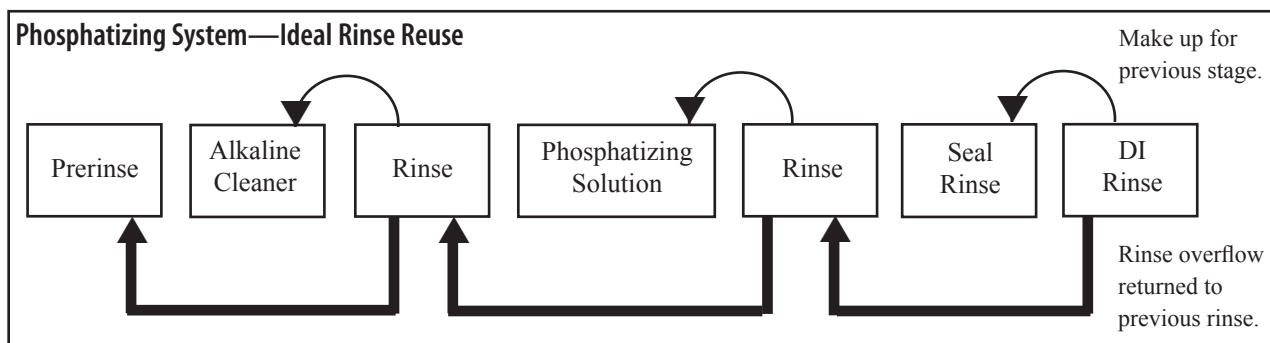 Phosphatizing System—Ideal Rinse Reuse
Make up for
previous stage.
Prerinse
Alkaline
Cleaner
Rinse
Phosphatizing
Solution
Rinse
Seal
Rinse
DI
Rinse
Rinse overflow
returned to
previous rinse.